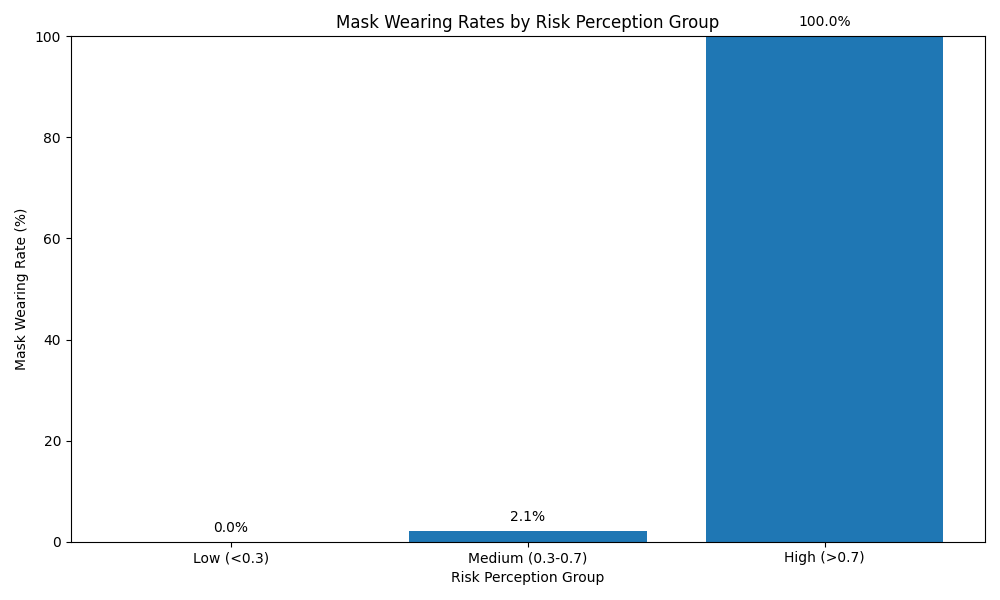 Mask Wearing Rates by Risk Perception Group
100.0%
100
80
60
40
20
0
Mask Wearing Rate (%)
2.1%
0.0%
Low (<0.3)
Medium (0.3-0.7)
High (>0.7)
Risk Perception Group